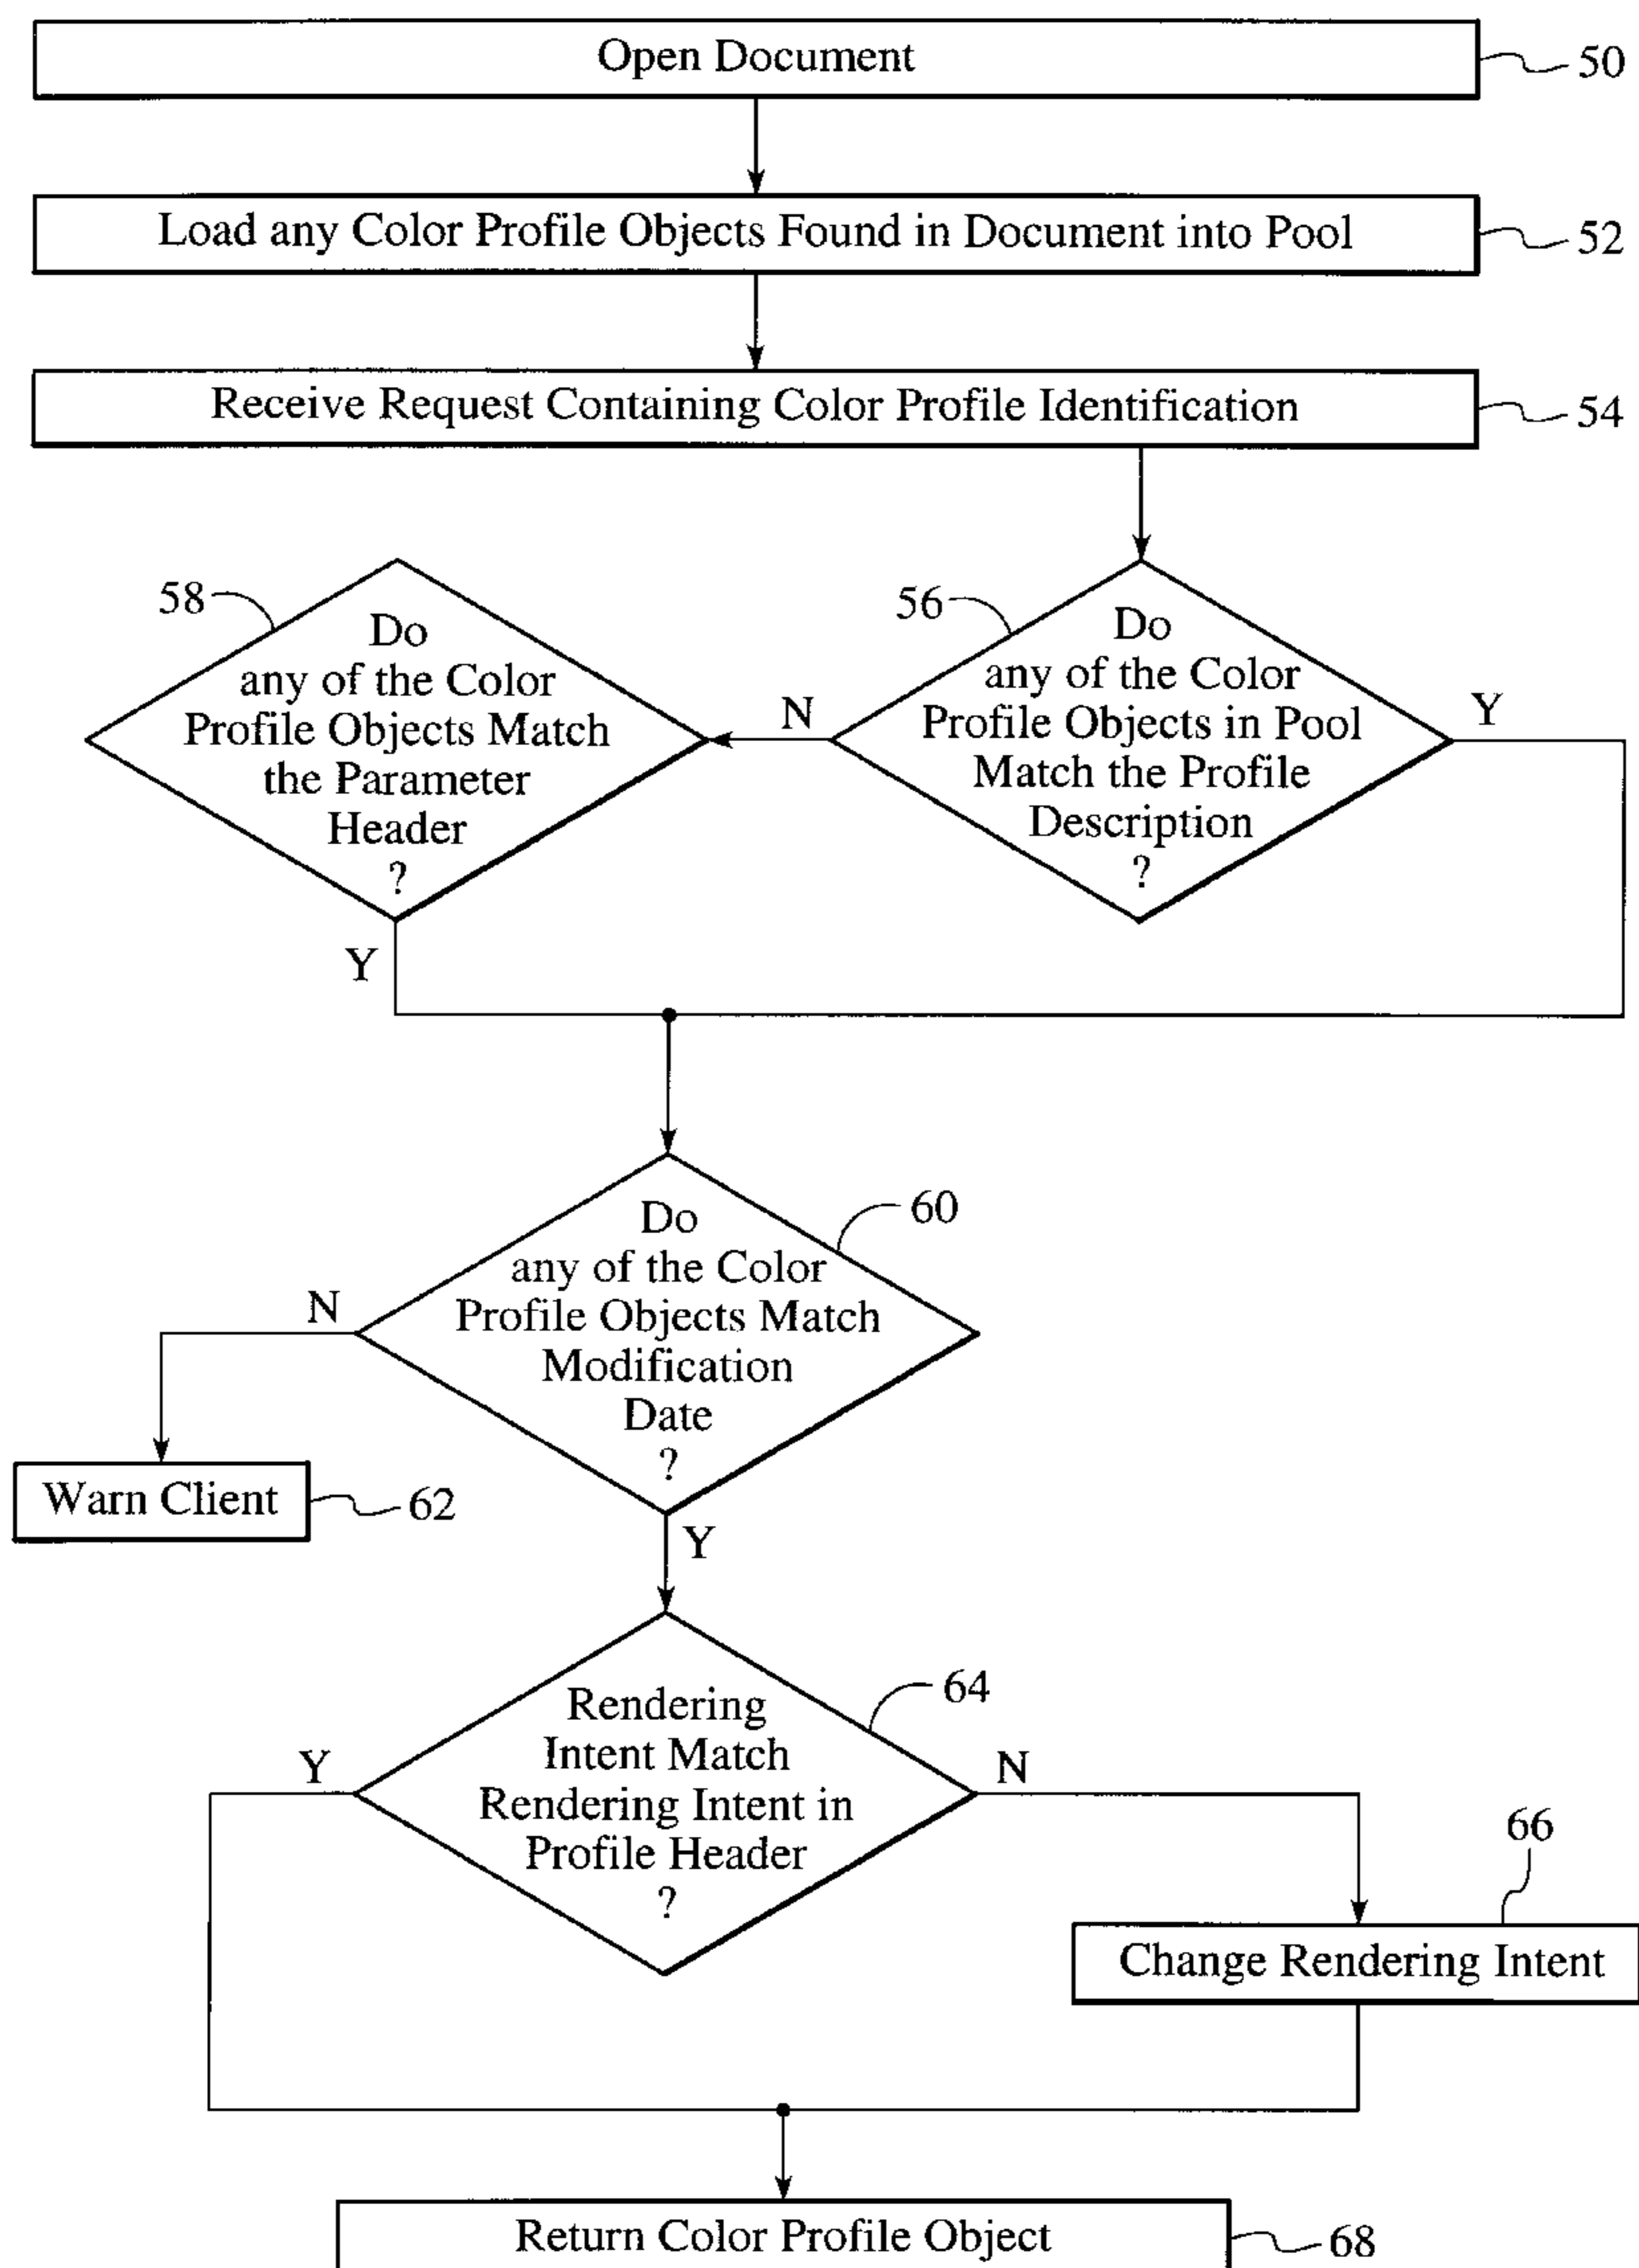 Open Document
50
Load any Color Profile Objects Found in Document into Pool
52
Receive Request Containing Color Profile Identification
54
58
Do
any of the Color
Profile Objects Match
the Parameter
Header
?
N
56
Do
any of the Color
Profile Objects in Pool
Match the Profile
Description
?
Y
Y
60
Do
any of the Color
Profile Objects Match
Modification
Date
?
N
Warn Client
62
Y
64
Rendering
Intent Match
Rendering Intent in
Profile Header
?
Y
N
66
Change Rendering Intent
Return Color Profile Object
68